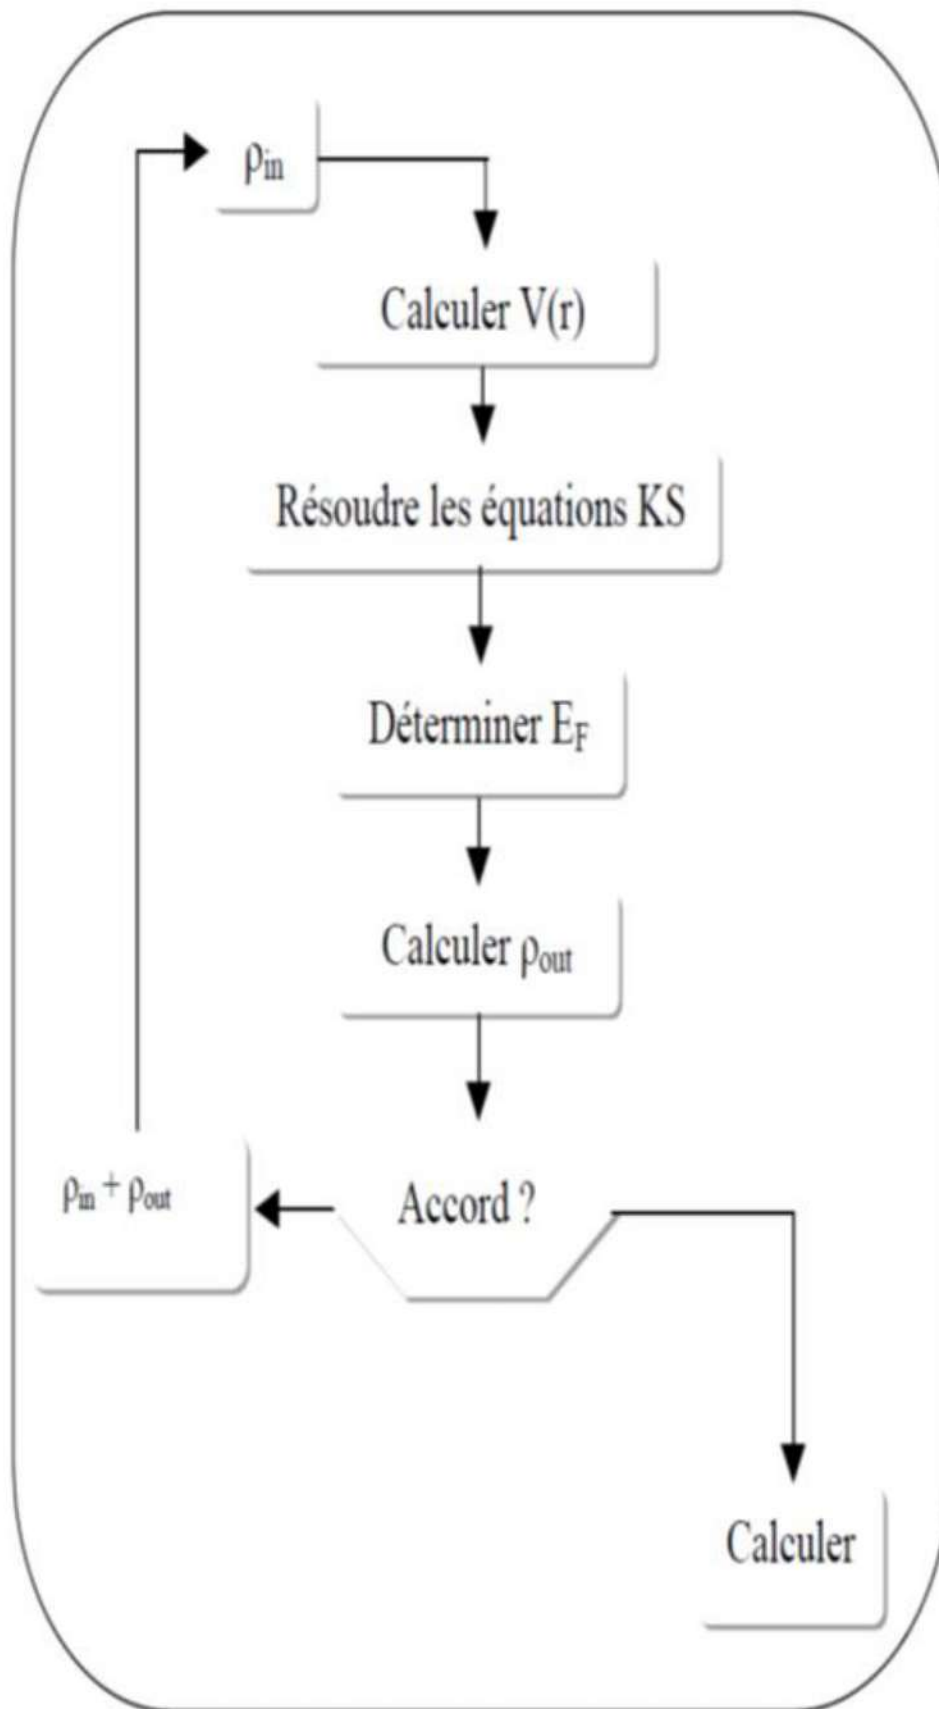 ρin
Calculer V(r)
Résoudre les équations KS
Déterminer EF
Calculer ρout
Accord ?
ρin + ρout
Calculer